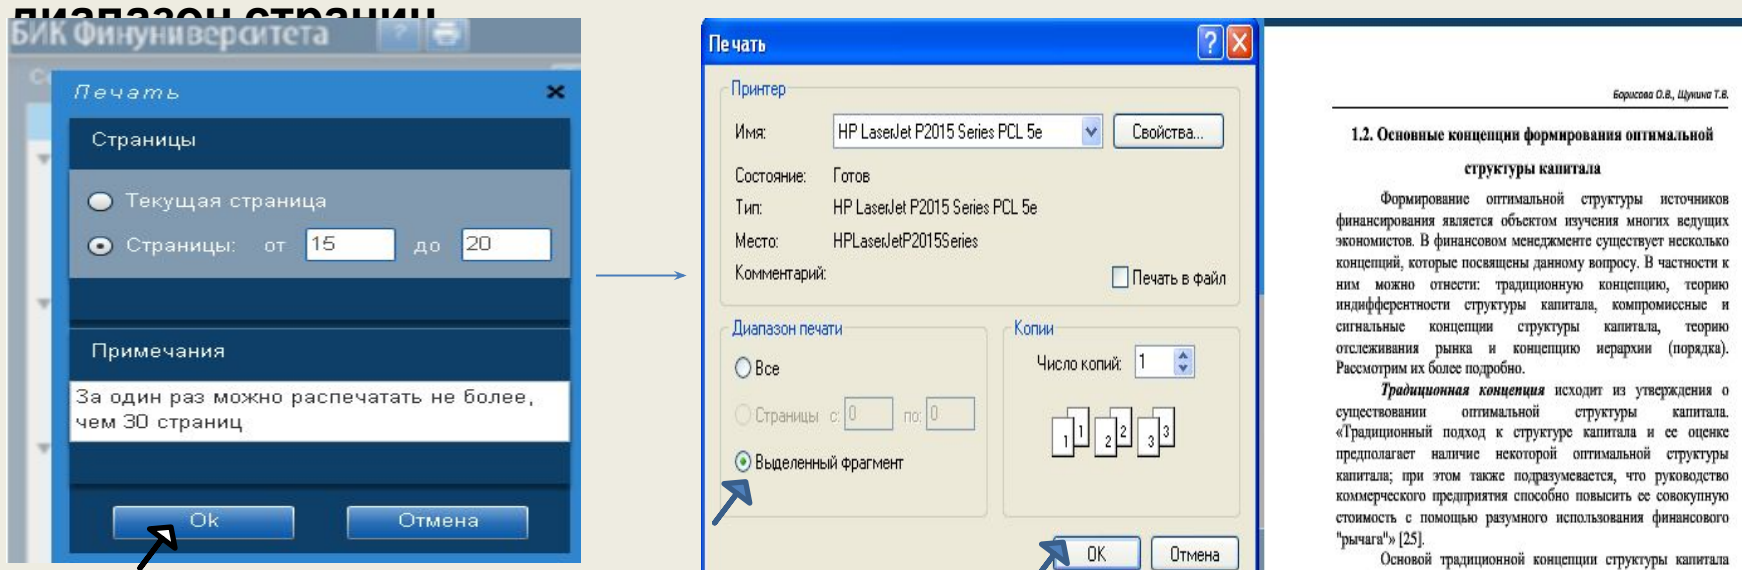 диапазон страниц
БИК Финуниверситета
?
Печать
Страницы
Текущая страница
Страницы: от 15 до 20
Примечания
За один раз можно распечатать не более,
чем 30 страниц
Ok Отмена
Печать
Принтер
Имя: HP LaserJet P2015 Series PCL 5e Свойства...
Состояние: Готов
Тип: HP LaserJet P2015 Series PCL 5e
Место: HPLaserJetP2015Series
Комментарий: Печать в файл
Диапазон печати
Все
Страницы с: 0 по: 0
Выделенный фрагмент
Копии
Число копий: 1
1 1 2 2 3 3
OK Отмена
Борисова О.В., Щукина Т.В.
1.2. Основные концепции формирования оптимальной
структуры капитала
Формирование оптимальной структуры источников
финансирования является объектом изучения многих ведущих
экономистов. В финансовом менеджменте существует несколько
концепций, которые посвящены данному вопросу. В частности к
ним можно отнести: традиционную концепцию, теорию
индифферентности структуры капитала, компромиссные и
сигнальные концепции структуры капитала, теорию
отслеживания рынка и концепцию иерархии (порядка).
Рассмотрим их более подробно.
Традиционная концепция исходит из утверждения о
существовании оптимальной структуры капитала.
«Традиционный подход к структуре капитала и ее оценке
предполагает наличие некоторой оптимальной структуры
капитала; при этом также подразумевается, что руководство
коммерческого предприятия способно повысить ее совокупную
стоимость с помощью разумного использования финансового
"рычага"» [25].
Основой традиционной концепции структуры капитала